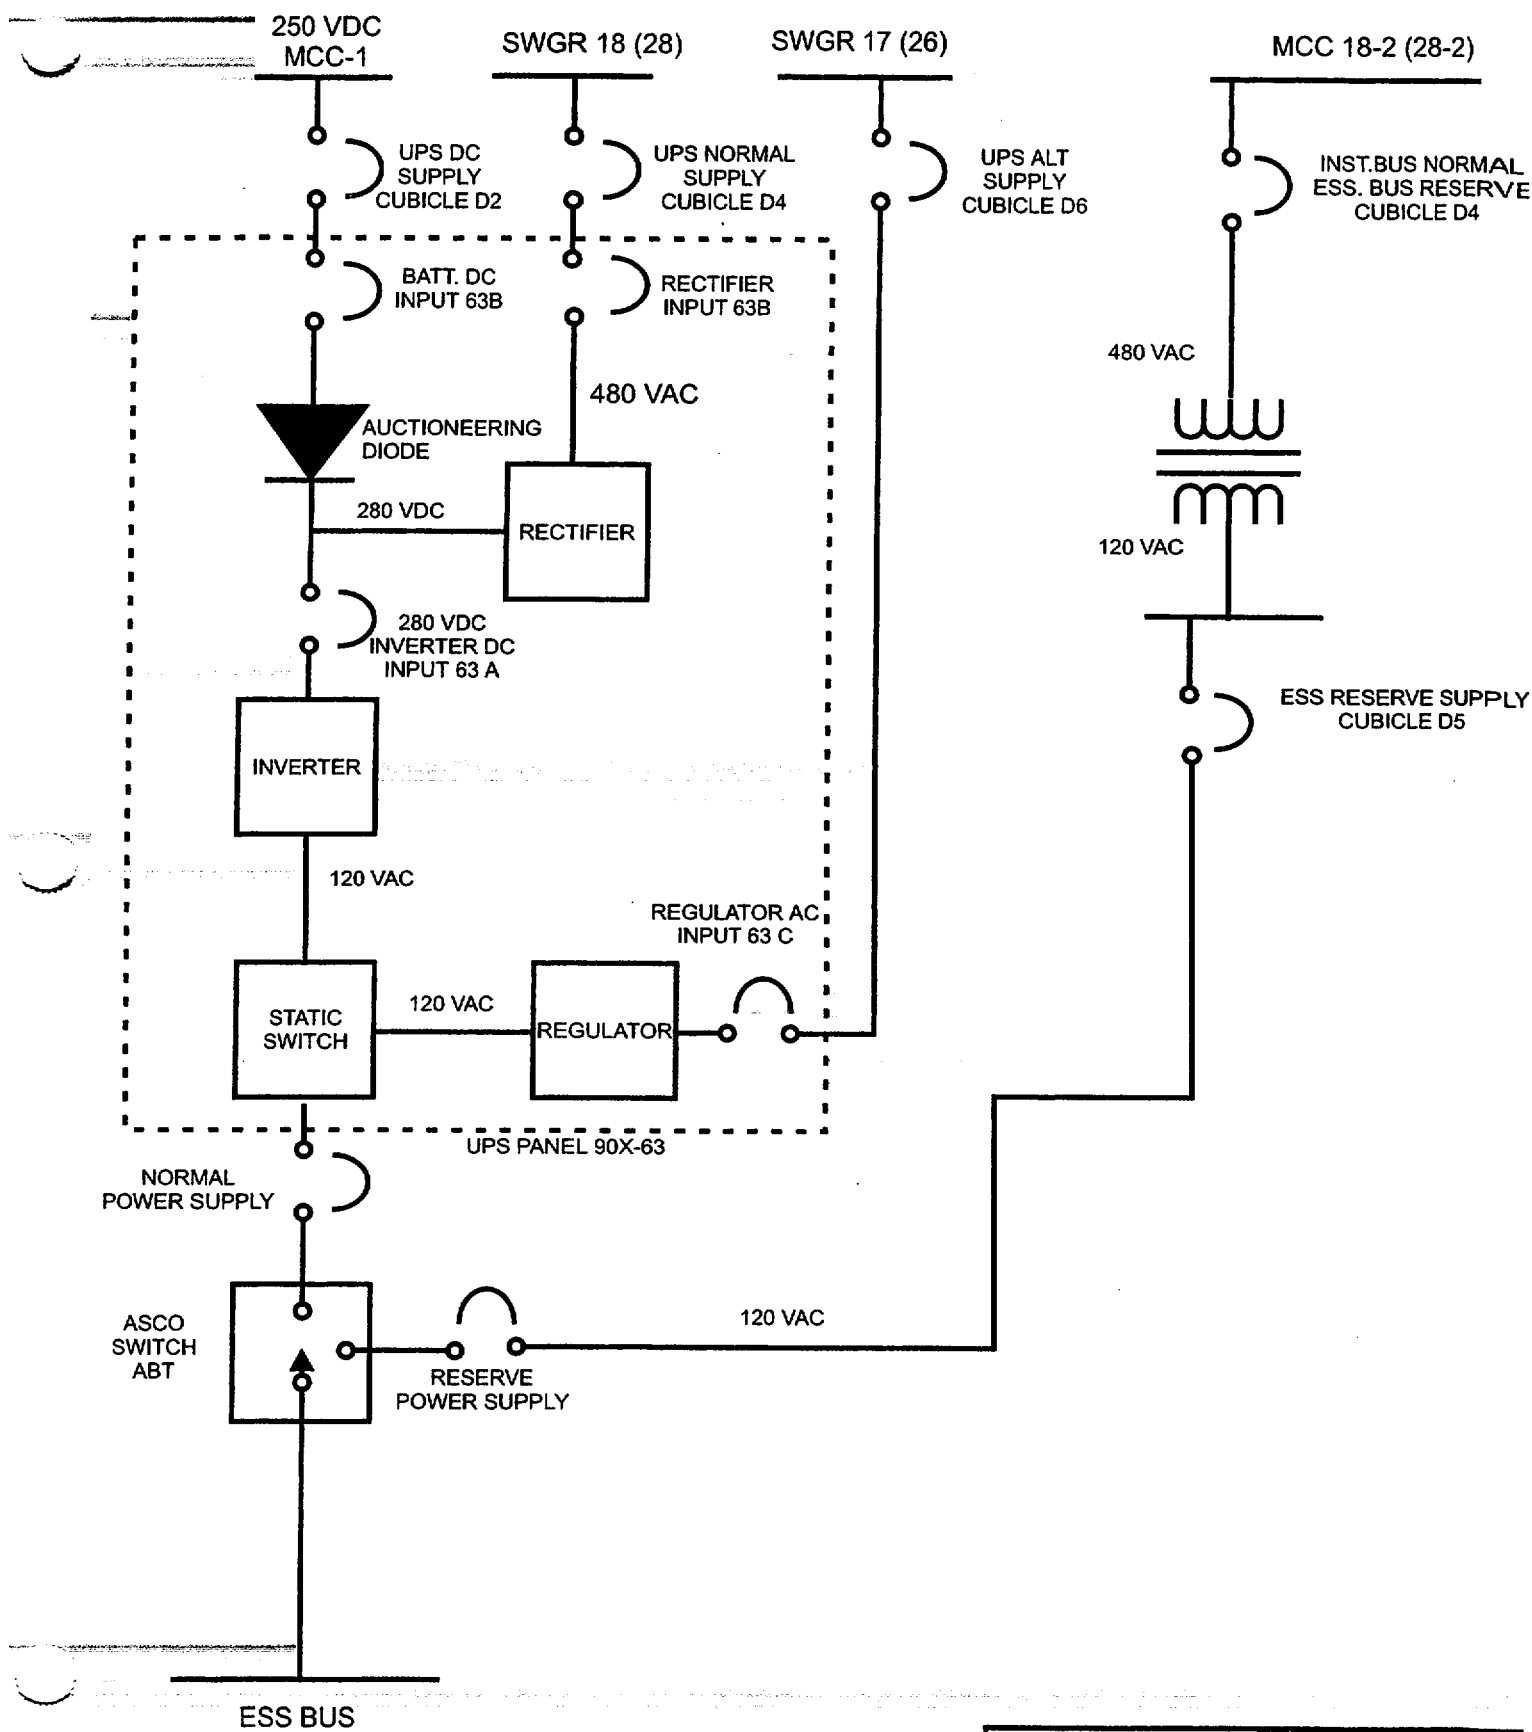 250 VDC
MCC-1
SWGR 18 (28)
SWGR 17 (26)
MCC 18-2 (28-2)
UPS DC
SUPPLY
CUBICLE D2
UPS NORMAL
SUPPLY
CUBICLE D4
UPS ALT
SUPPLY
CUBICLE D6
INST.BUS NORMAL
ESS. BUS RESERVE
CUBICLE D4
BATT. DC
INPUT 63B
RECTIFIER
INPUT 63B
480 VAC
480 VAC
AUCTIONEERING
DIODE
280 VDC
RECTIFIER
120 VAC
280 VDC
INVERTER DC
INPUT 63 A
ESS RESERVE SUPPLY
CUBICLE D5
INVERTER
120 VAC
REGULATOR AC
INPUT 63 C
STATIC
SWITCH
120 VAC
REGULATOR
UPS PANEL 90X-63
NORMAL
POWER SUPPLY
ASCO
SWITCH
ABT
120 VAC
RESERVE
POWER SUPPLY
ESS BUS